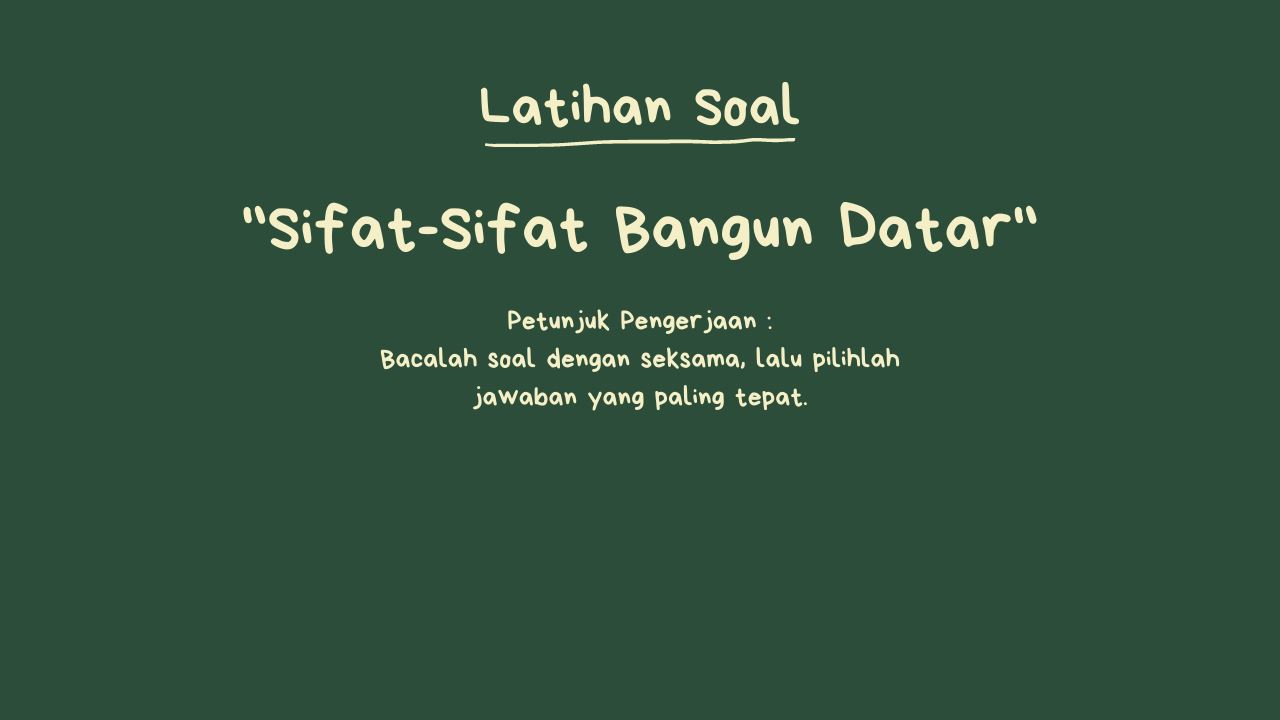 Latihan Soal
"Sifat-Sifat Bangun Datar"
Petunjuk Pengerjaan :
Bacalah soal dengan seksama, lalu pilihlah
jawaban yang paling tepat.